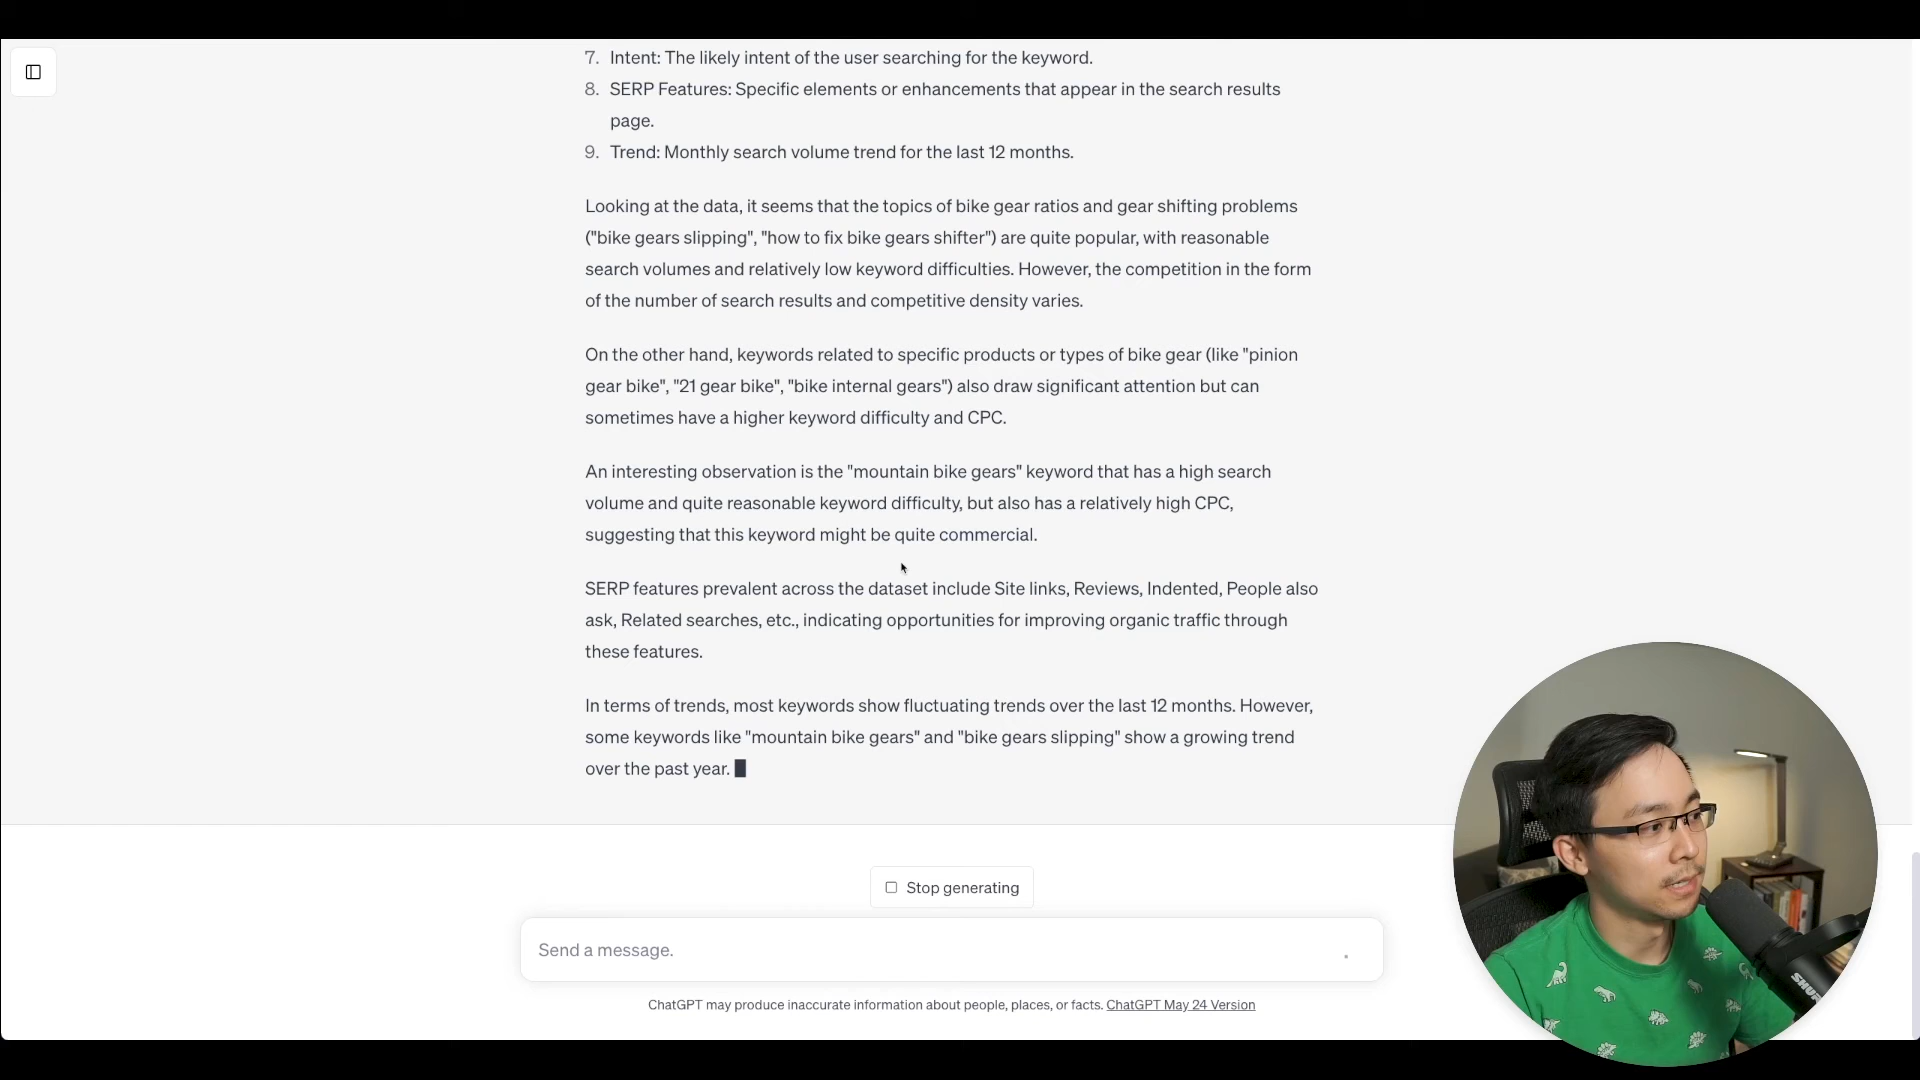 7. Intent: The likely intent of the user searching for the keyword.
8. SERP Features: Specific elements or enhancements that appear in the search results
page.
9. Trend: Monthly search volume trend for the last 12 months.
Looking at the data, it seems that the topics of bike gear ratios and gear shifting problems
("bike gears slipping", "how to fix bike gears shifter") are quite popular, with reasonable
search volumes and relatively low keyword difficulties. However, the competition in the form
of the number of search results and competitive density varies.
On the other hand, keywords related to specific products or types of bike gear (like "pinion
gear bike", "21 gear bike", "bike internal gears") also draw significant attention but can
sometimes have a higher keyword difficulty and CPC.
An interesting observation is the "mountain bike gears" keyword that has a high search
volume and quite reasonable keyword difficulty, but also has a relatively high CPC,
suggesting that this keyword might be quite commercial.
SERP features prevalent across the dataset include Site links, Reviews, Indented, People also
ask, Related searches, etc., indicating opportunities for improving organic traffic through
these features.
In terms of trends, most keywords show fluctuating trends over the last 12 months. However,
some keywords like "mountain bike gears" and "bike gears slipping" show a growing trend
over the past year.
Stop generating
Send a message.
ChatGPT may produce inaccurate information about people, places, or facts. ChatGPT May 24 Version
SHURE